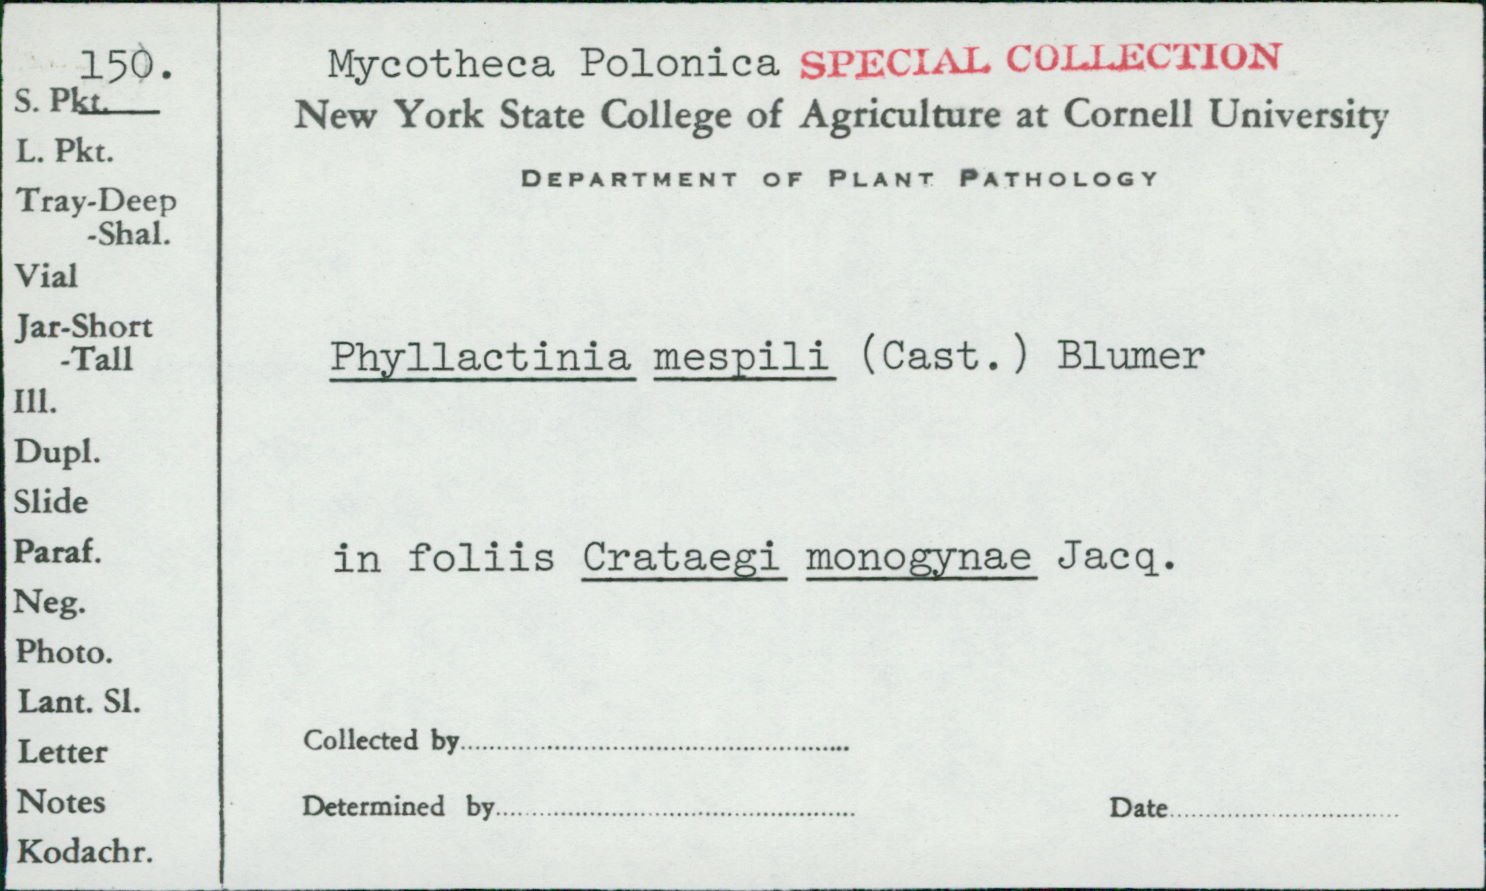 150.
S. Pkt.
L. Pkt.
Tray-Deep
-Shal.
Vial
Jar-Short
-Tall
Ill.
Dupl.
Slide
Paraf.
Neg.
Photo.
Lant. Sl.
Letter
Notes
Kodachr.
Mycotheca Polonica SPECIAL COLLECTION
New York State College of Agriculture at Cornell University
DEPARTMENT OF PLANT PATHOLOGY
Phyllactinia mespili (Cast.) Blumer
in foliis Crataegi monogynae Jacq.
Collected by
Determined by
Date